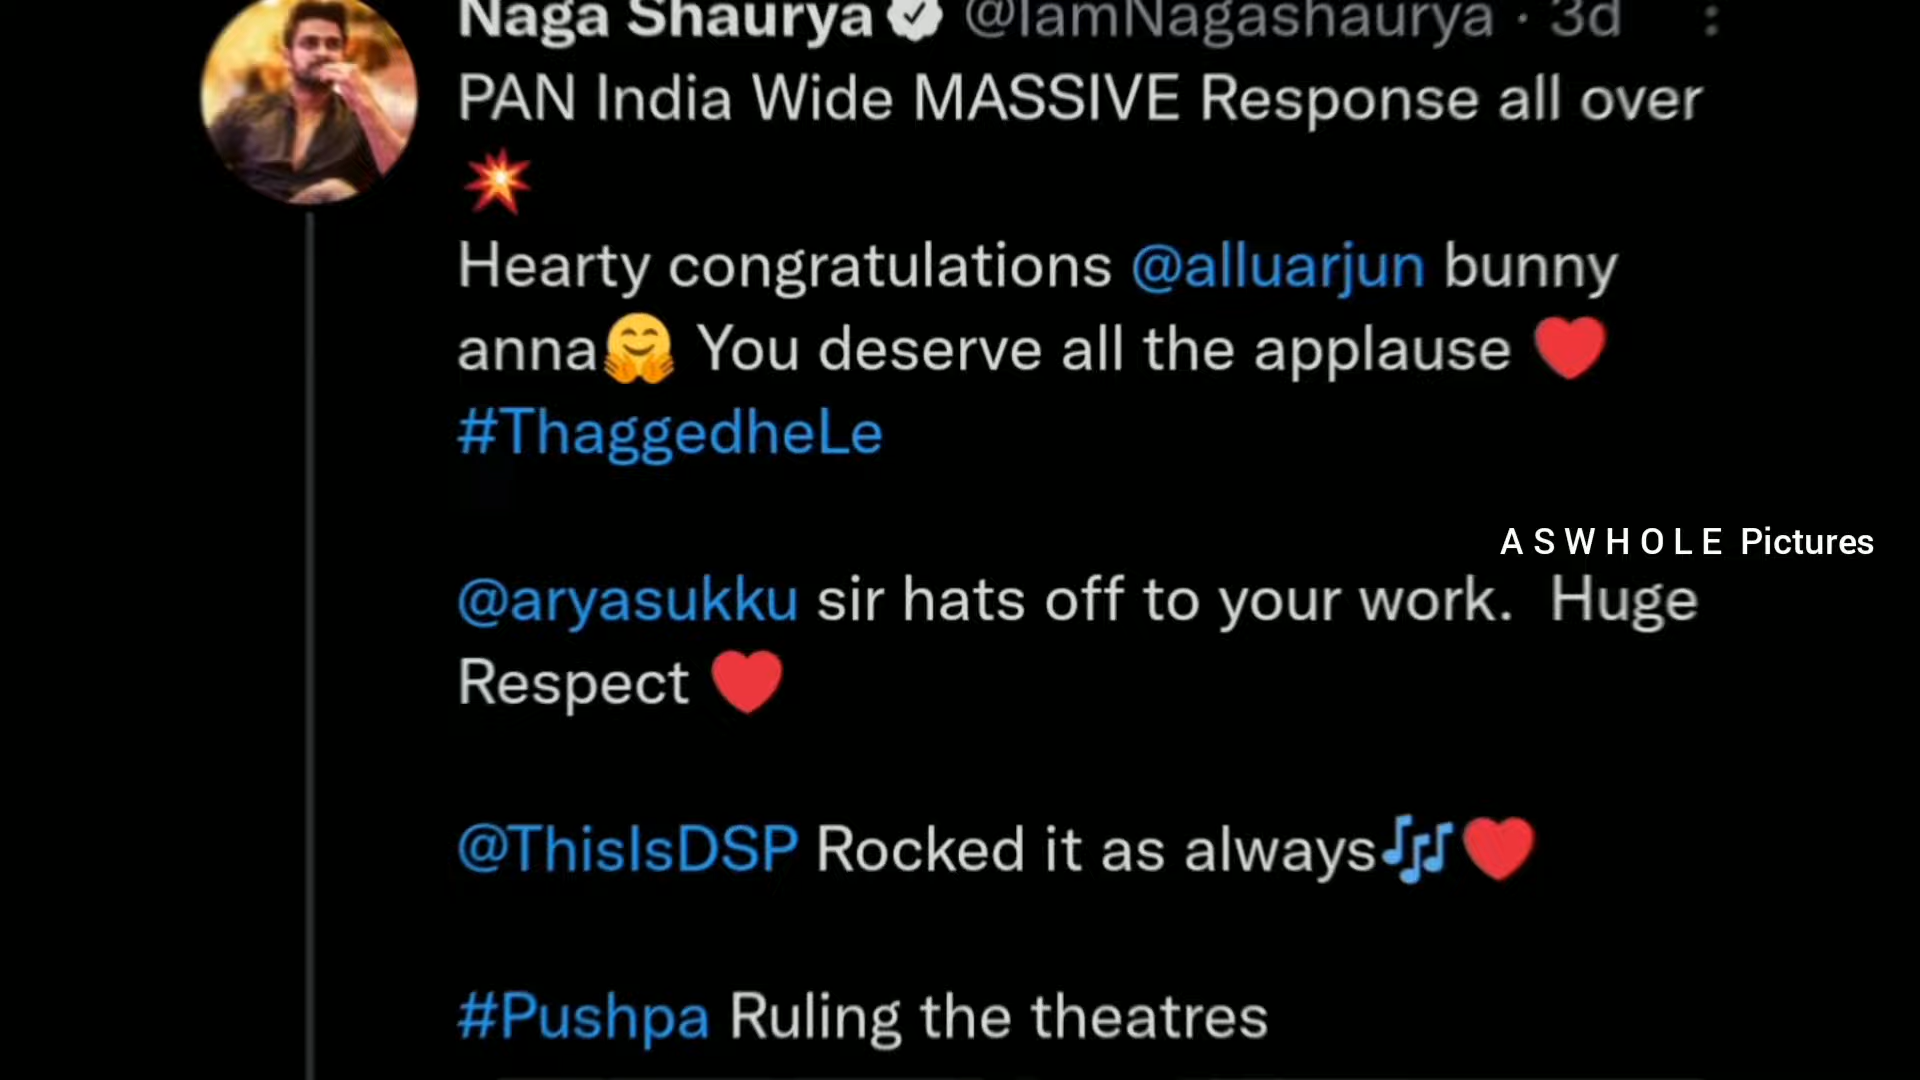 Naga Shaurya @IamNagashaurya · 3d
PAN India Wide MASSIVE Response all over
💥
Hearty congratulations @alluarjun bunny
anna🤗 You deserve all the applause ❤️
#ThaggedheLe
A S W H O L E Pictures
@aryasukku sir hats off to your work. Huge
Respect ❤️
@ThisIsDSP Rocked it as always🎶❤️
#Pushpa Ruling the theatres